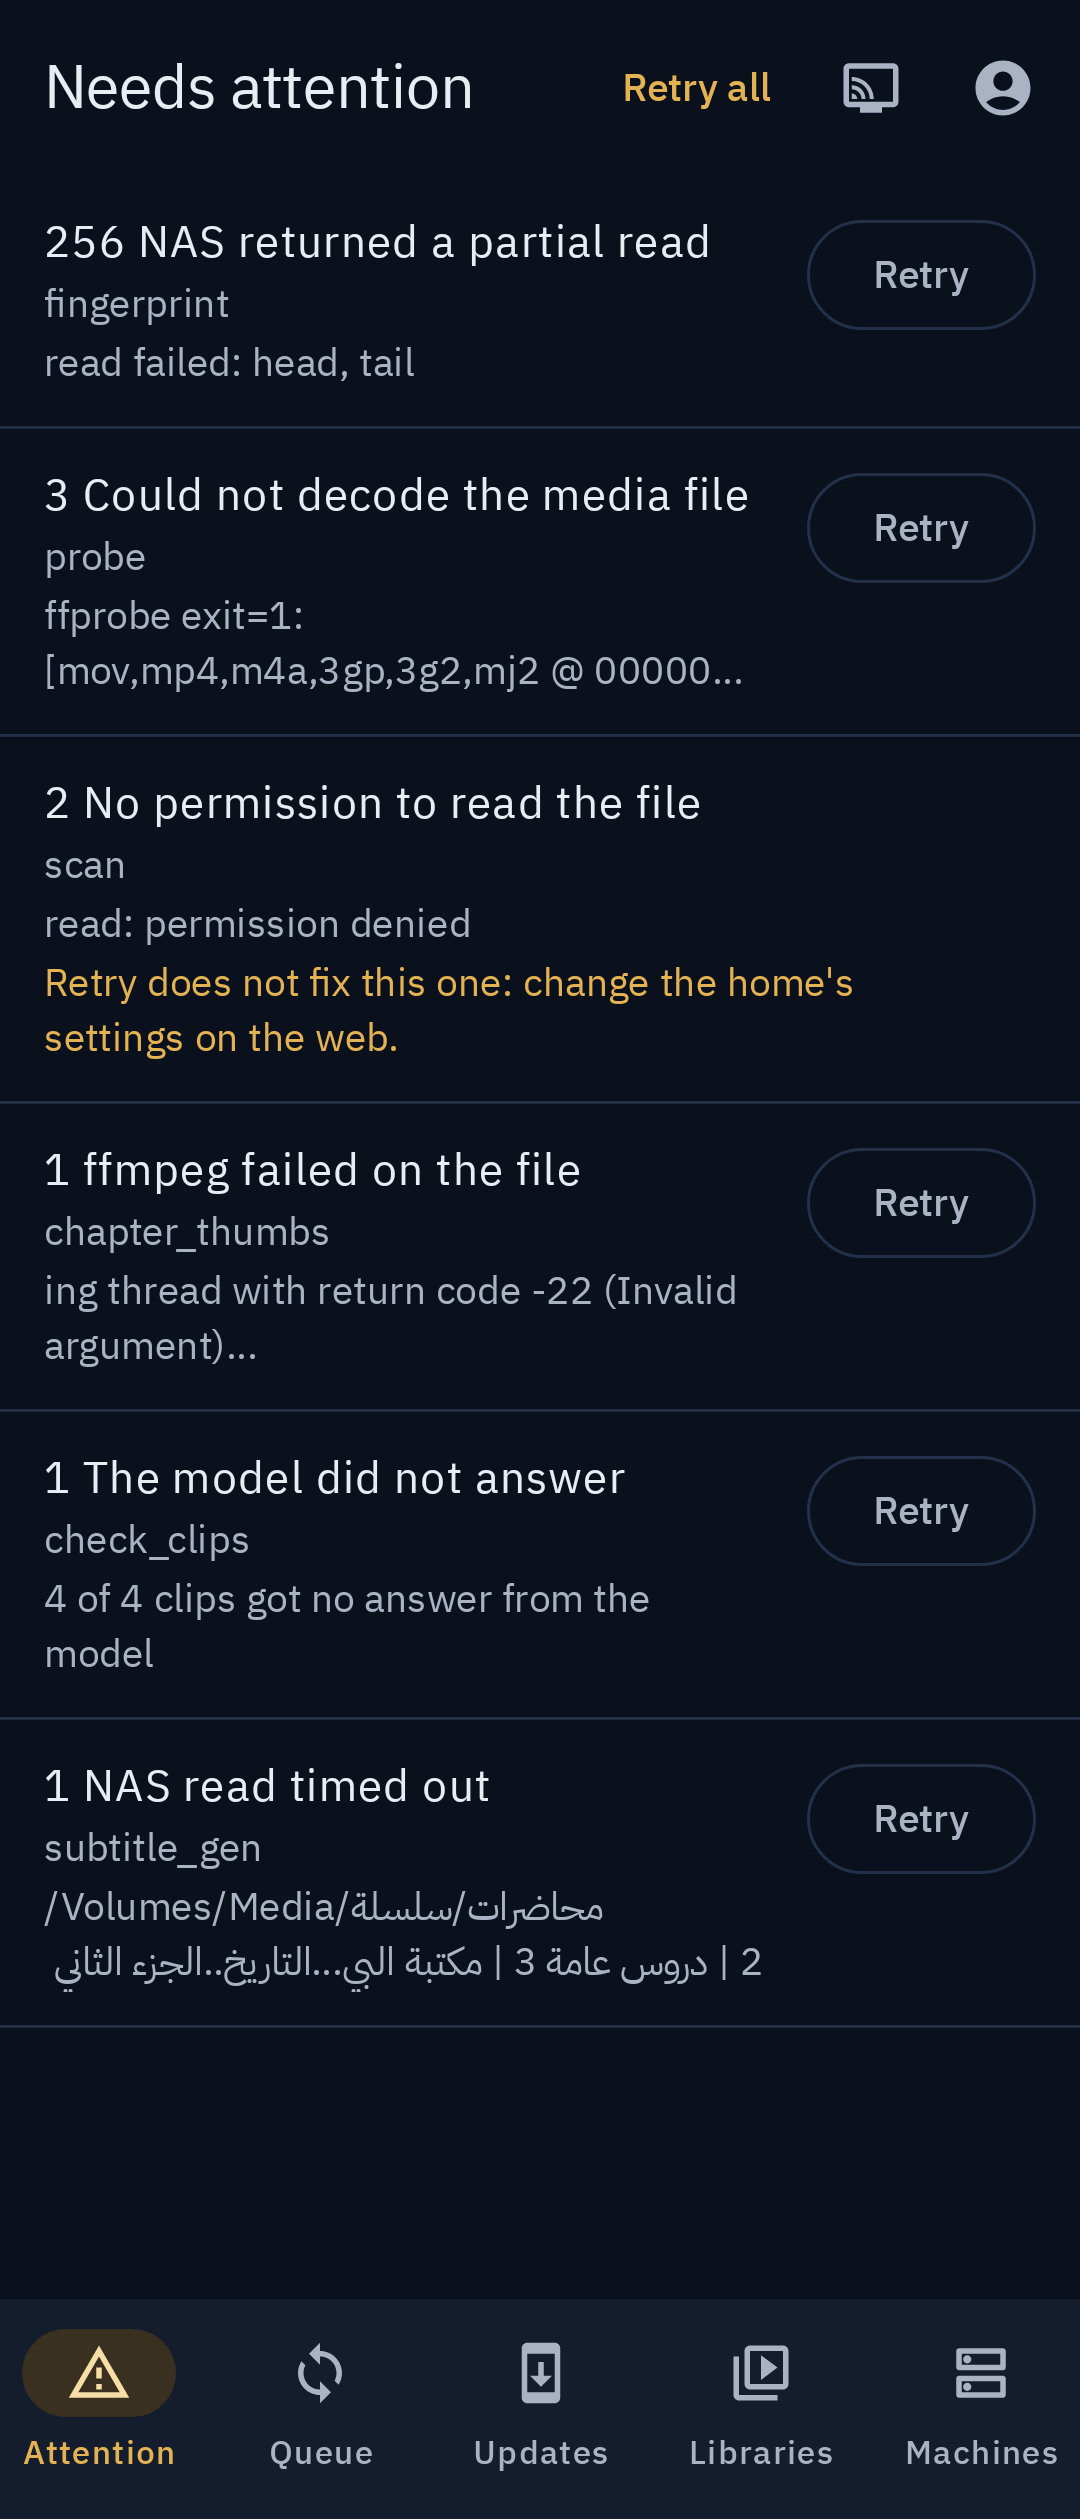 Needs attention
Retry all
256 NAS returned a partial read
Retry
fingerprint
read failed: head, tail
3 Could not decode the media file
Retry
probe
ffprobe exit=1:
[mov,mp4,m4a,3gp,3g2,mj2 @ 00000...
2 No permission to read the file
scan
read: permission denied
Retry does not fix this one: change the home's
settings on the web.
1 ffmpeg failed on the file
Retry
chapter_thumbs
ing thread with return code -22 (Invalid
argument)...
1 The model did not answer
Retry
check_clips
4 of 4 clips got no answer from the
model
1 NAS read timed out
Retry
subtitle_gen
/Volumes/Media/محاضرات/سلسلة
2 | دروس عامة 3 | مكتبة البي...التاريخ..الجزء الثاني
Attention
Queue
Updates
Libraries
Machines